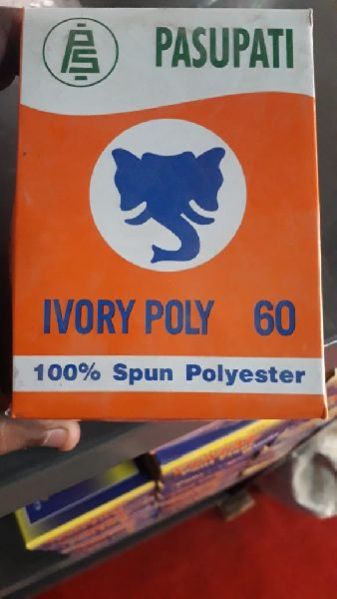 PASUPATI
IVORY POLY 60
100% Spun Polyester